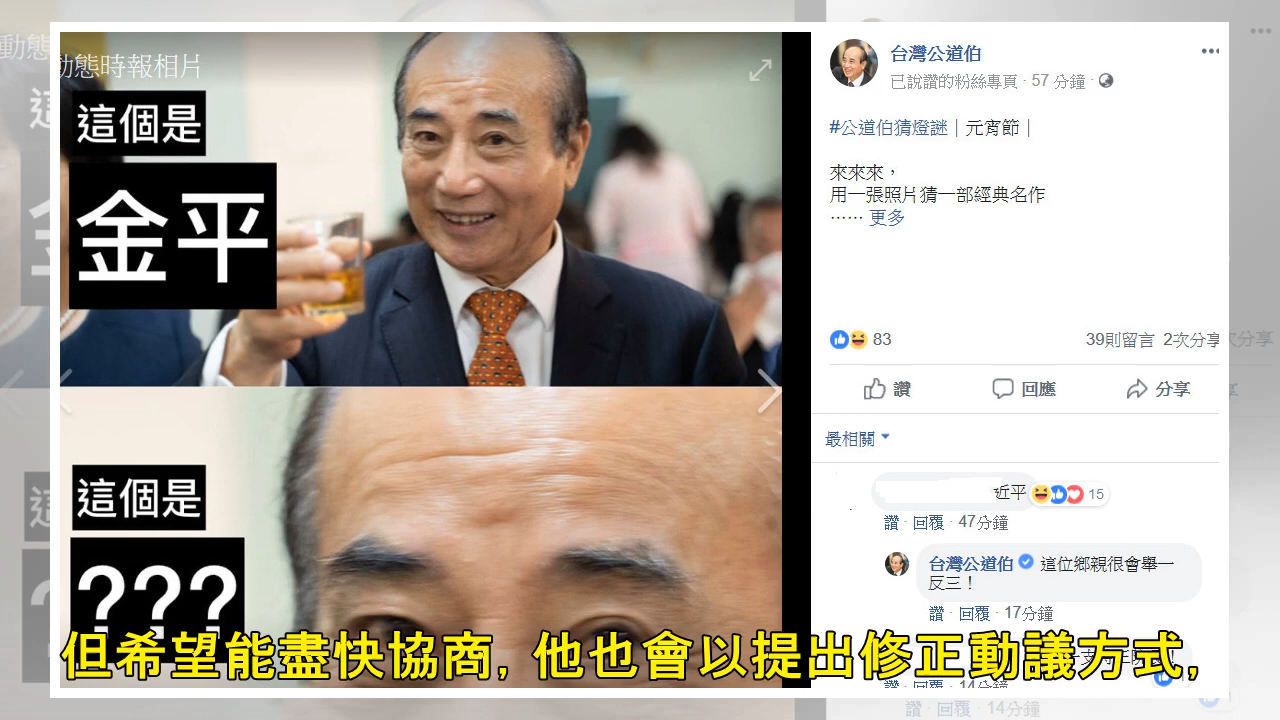 動態時報相片
這個是
金平
這個是
???
台灣公道伯
已說讚的粉絲專頁 · 57 分鐘 ·
#公道伯猜燈謎｜元宵節｜
來來來，
用一張照片猜一部經典名作
…… 更多
83
39則留言 2次分享
讚
回應
分享
最相關
近平
15
讚 · 回覆 · 47分鐘
台灣公道伯 這位鄉親很會舉一
反三！
讚 · 回覆 · 17分鐘
讚 · 回覆 · 14分鐘
但希望能盡快協商, 他也會以提出修正動議方式,